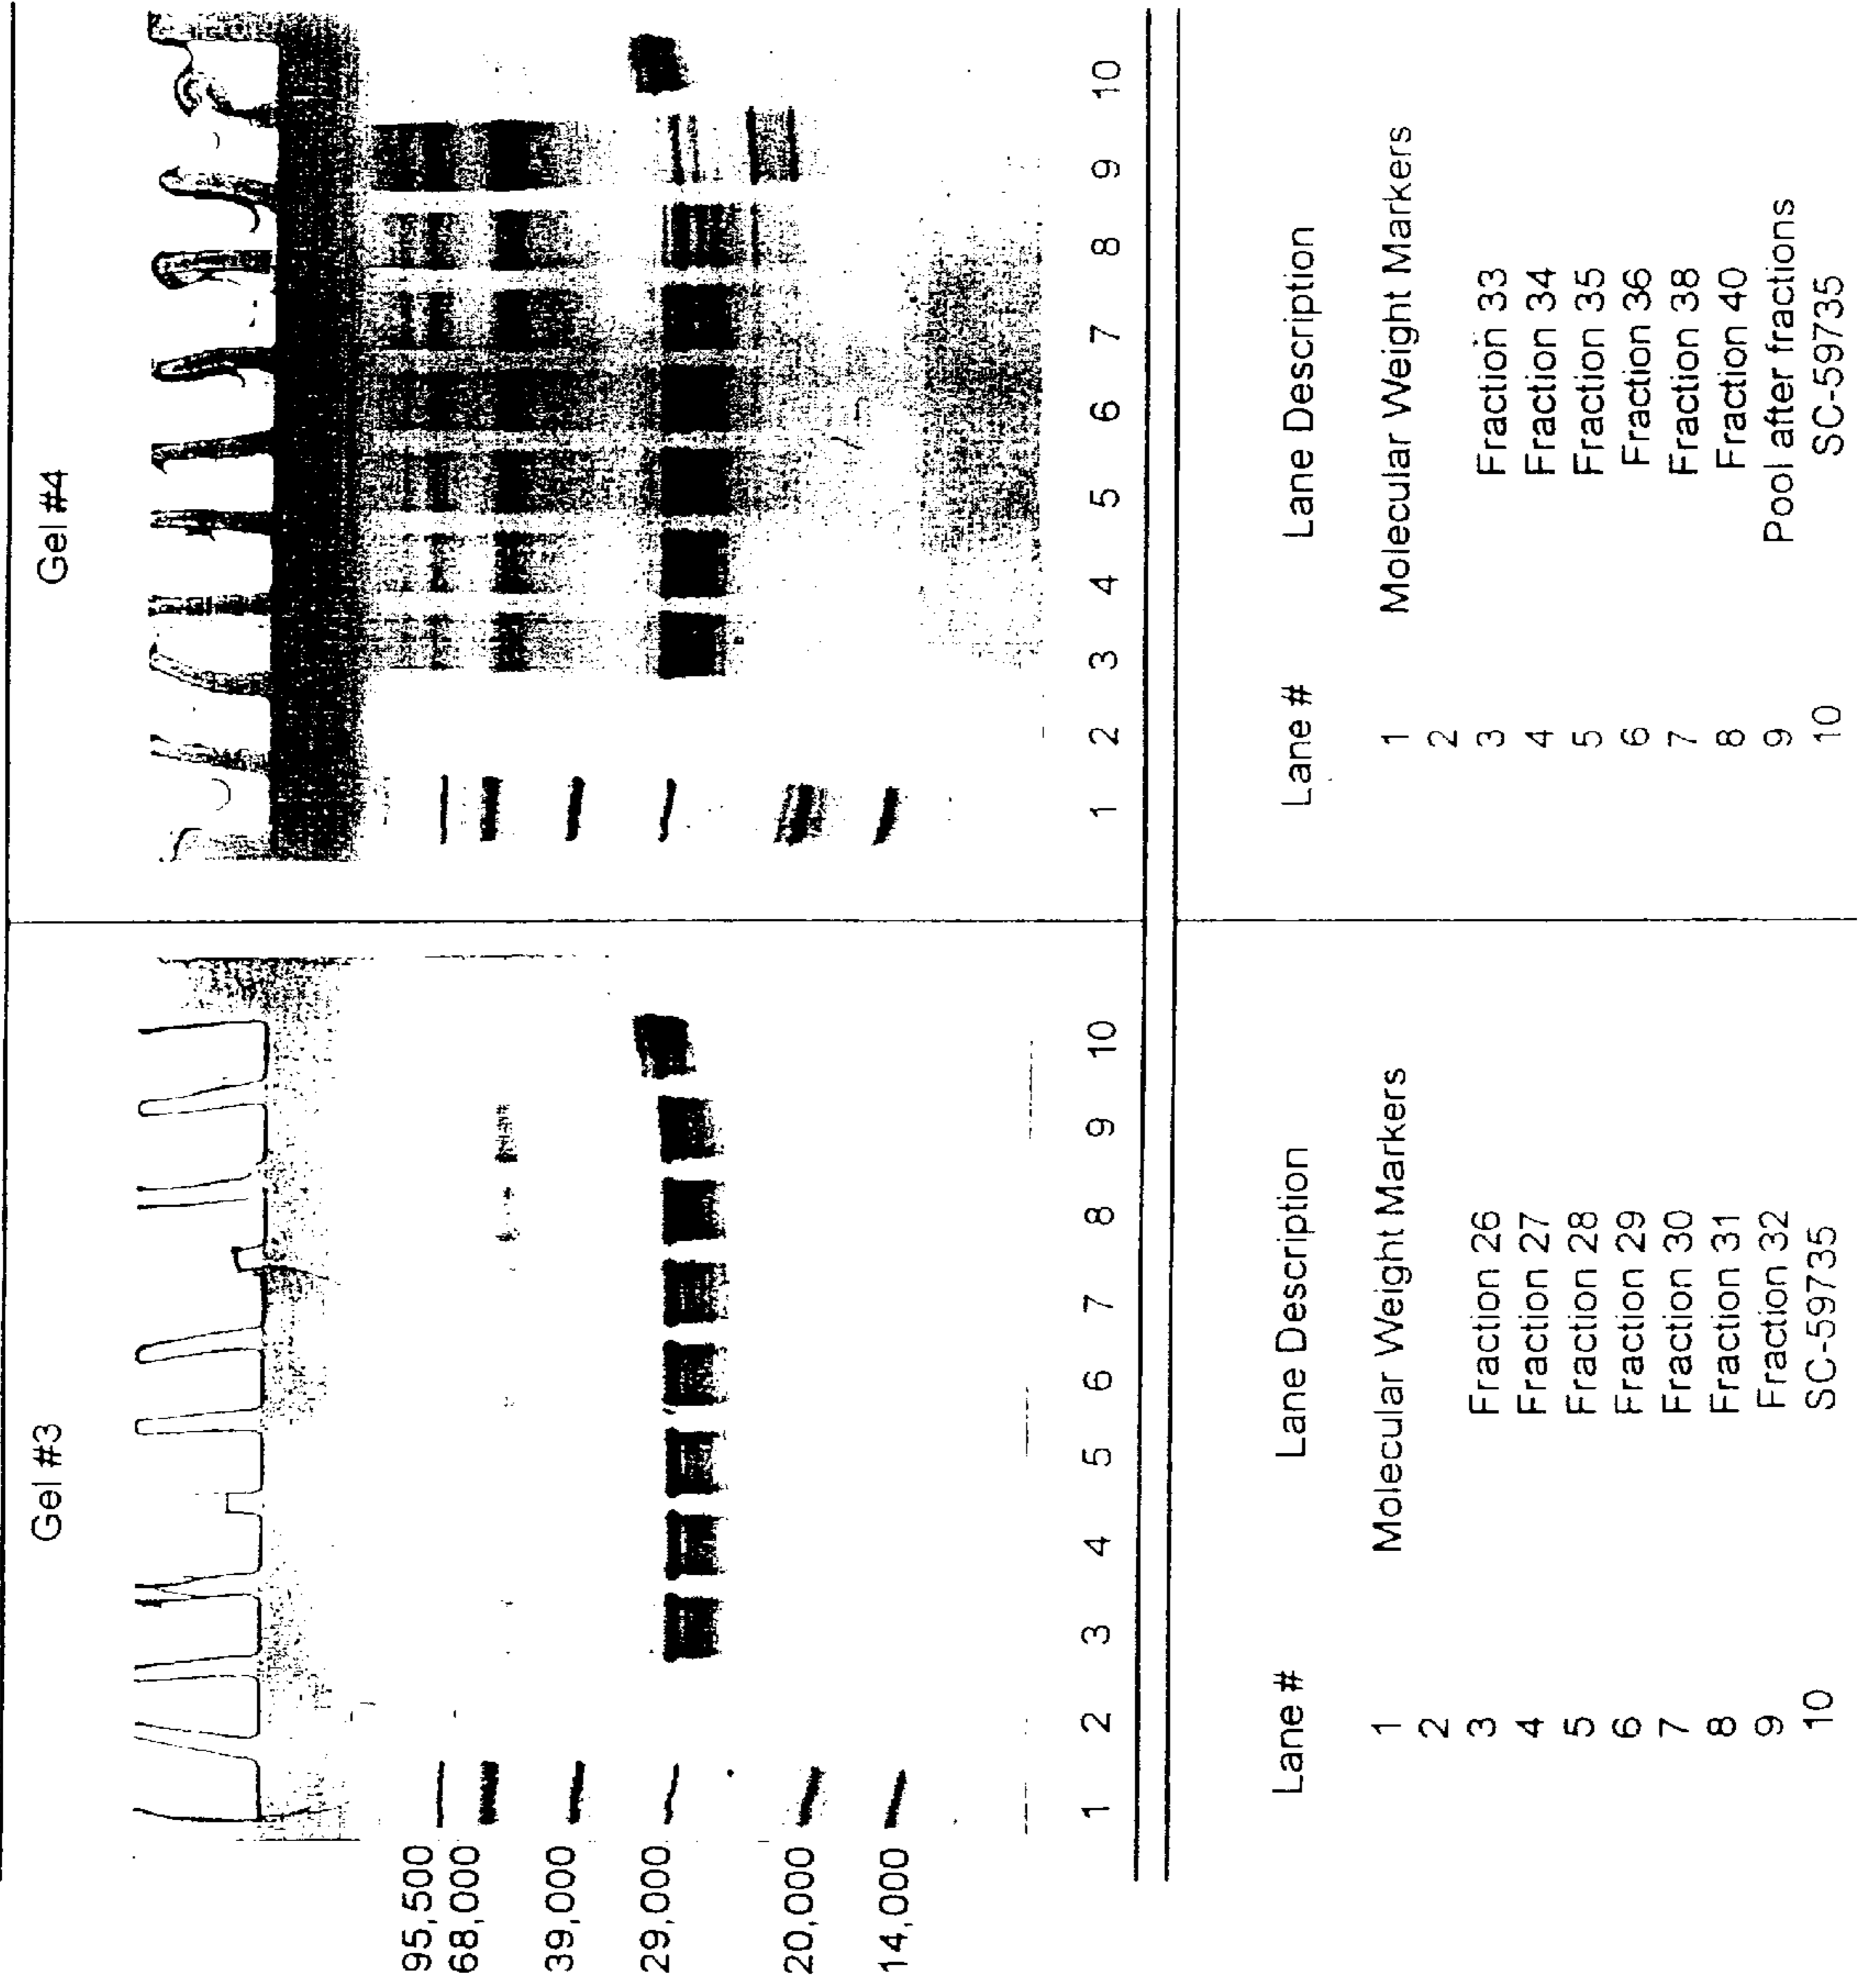 Gel #3
95,500
68,000
39,000
29,000
20,000
14,000
1 2 3 4 5 6 7 8 9 10
Lane # Lane Description
1 Molecular Weight Markers
2
3 Fraction 26
4 Fraction 27
5 Fraction 28
6 Fraction 29
7 Fraction 30
8 Fraction 31
9 Fraction 32
10 SC-59735
Gel #4
1 2 3 4 5 6 7 8 9 10
Lane # Lane Description
1 Molecular Weight Markers
2
3 Fraction 33
4 Fraction 34
5 Fraction 35
6 Fraction 36
7 Fraction 38
8 Fraction 40
9 Pool after fractions
10 SC-59735